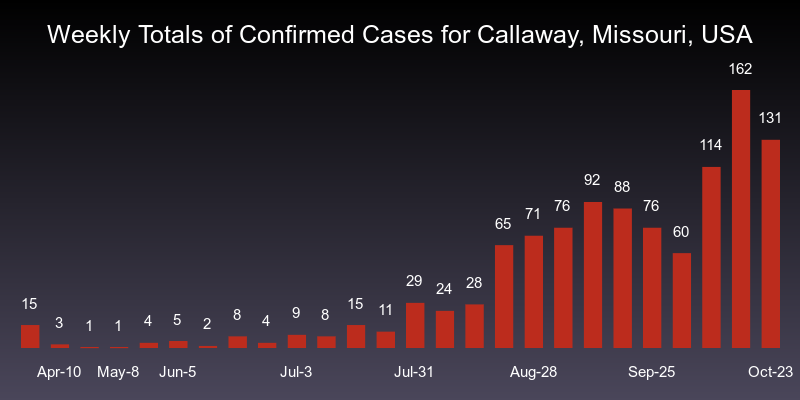 Weekly Totals of Confirmed Cases for Callaway, Missouri, USA
15 3 1 1 4 5 2 8 4 9 8 15 11 29 24 28 65 71 76 92 88 76 60 114 162 131
Apr-10 May-8 Jun-5 Jul-3 Jul-31 Aug-28 Sep-25 Oct-23